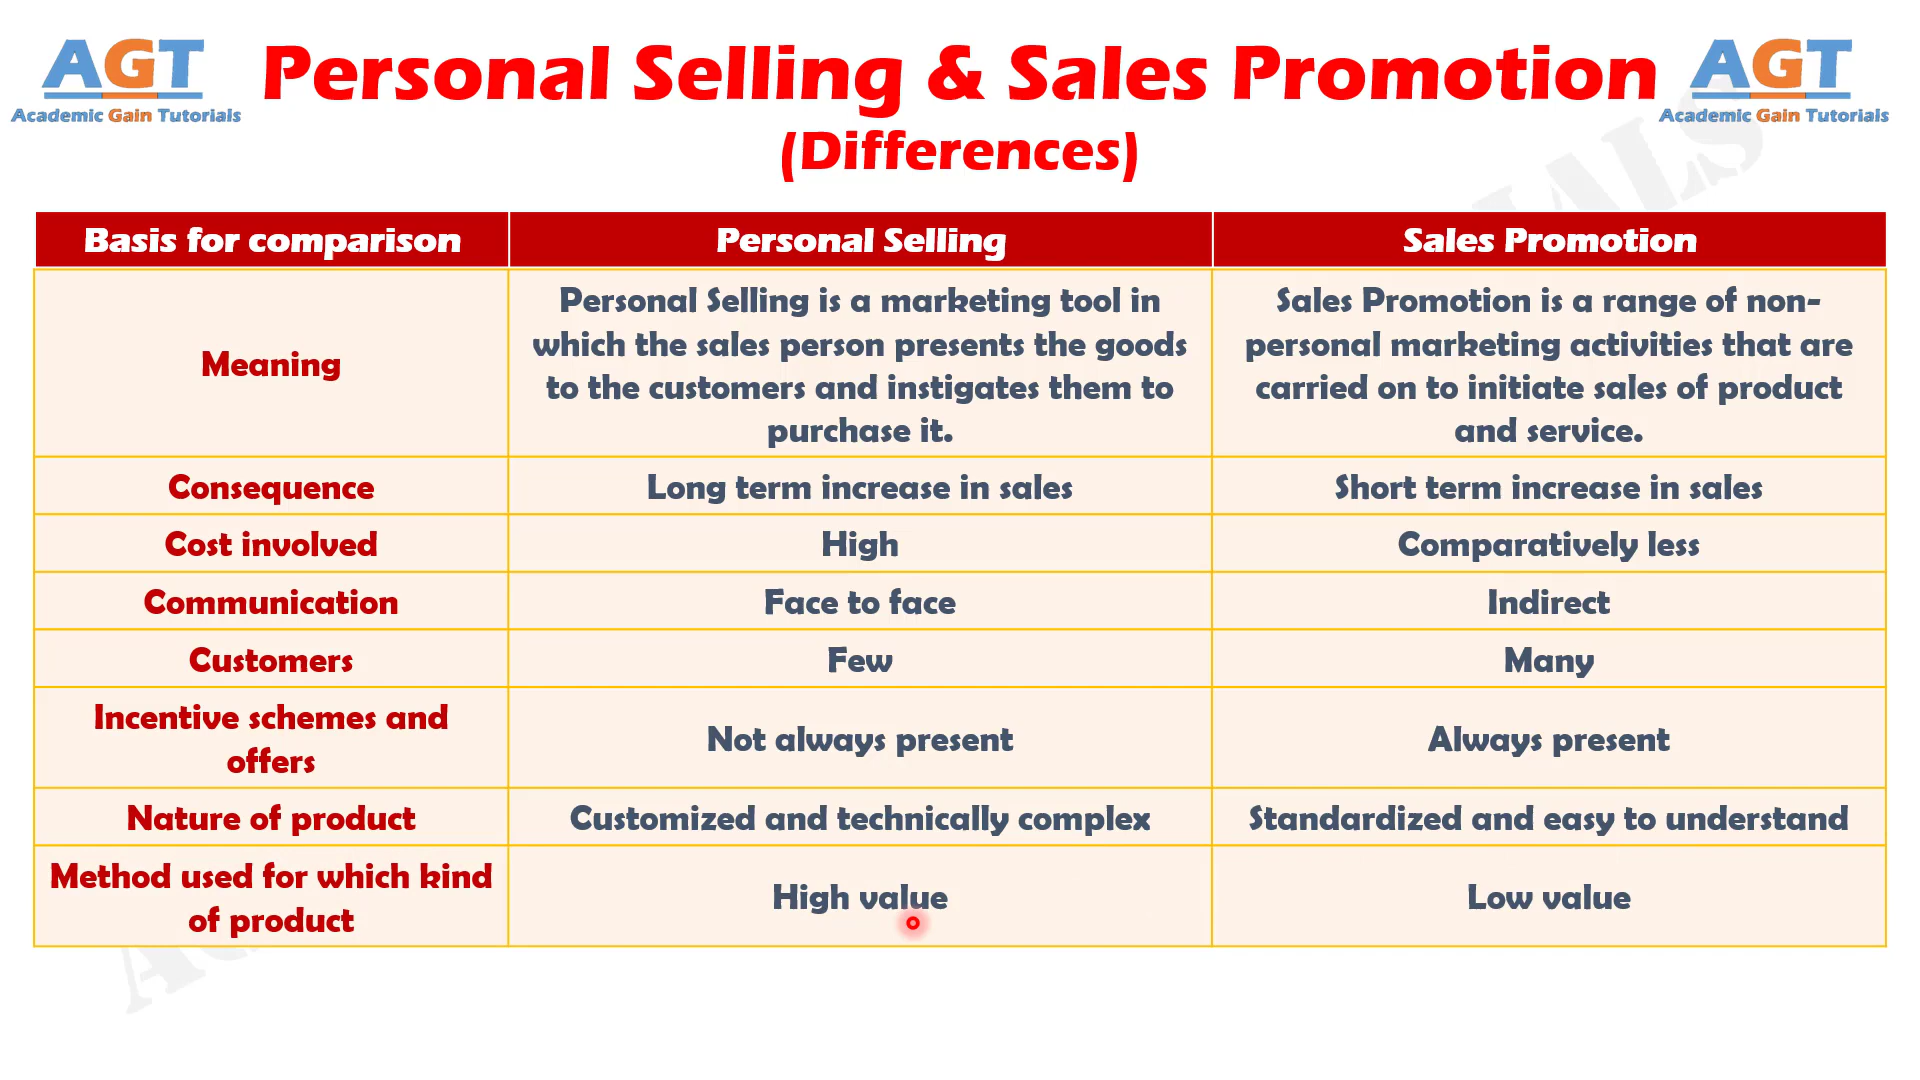 AGT
Academic Gain Tutorials
Personal Selling & Sales Promotion
(Differences)
AGT
Academic Gain Tutorials
Basis for comparison
Personal Selling
Sales Promotion
Meaning
Personal Selling is a marketing tool in
which the sales person presents the goods
to the customers and instigates them to
purchase it.
Sales Promotion is a range of non-
personal marketing activities that are
carried on to initiate sales of product
and service.
Consequence
Long term increase in sales
Short term increase in sales
Cost involved
High
Comparatively less
Communication
Face to face
Indirect
Customers
Few
Many
Incentive schemes and
offers
Not always present
Always present
Nature of product
Customized and technically complex
Standardized and easy to understand
Method used for which kind
of product
High value
Low value